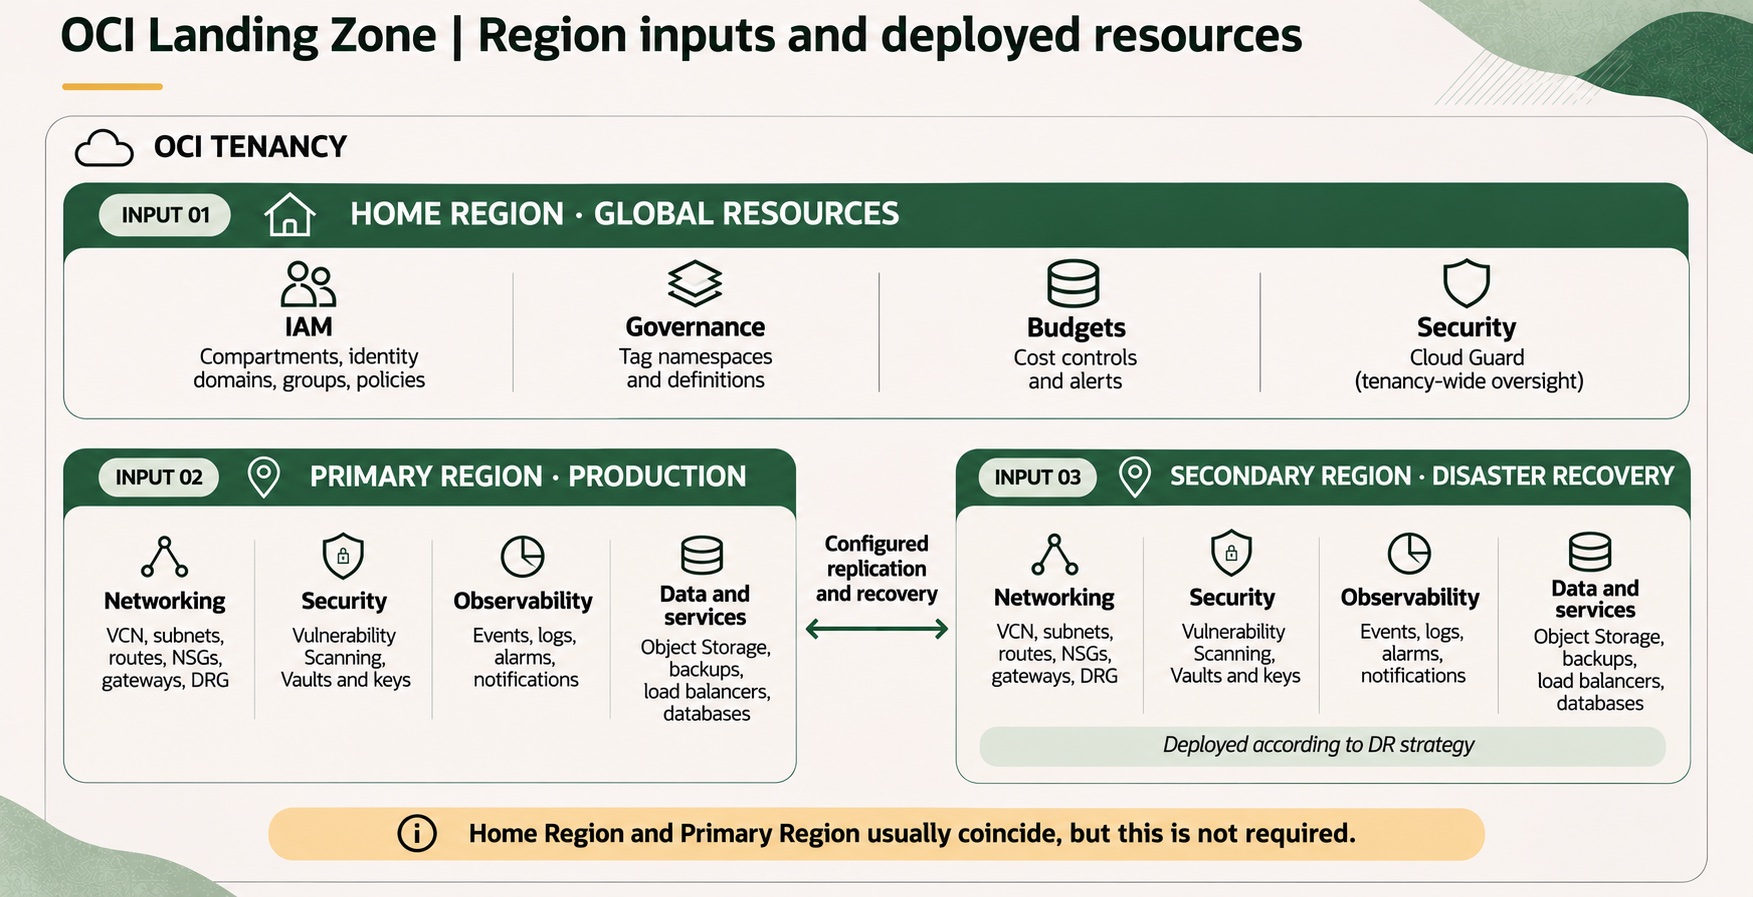 OCI Landing Zone | Region inputs and deployed resources
OCI TENANCY
INPUT 01
HOME REGION · GLOBAL RESOURCES
IAM
Compartments, identity
domains, groups, policies
Governance
Tag namespaces
and definitions
Budgets
Cost controls
and alerts
Security
Cloud Guard
(tenancy-wide oversight)
INPUT 02
PRIMARY REGION · PRODUCTION
Networking
VCN, subnets,
routes, NSGs,
gateways, DRG
Security
Vulnerability
Scanning,
Vaults and keys
Observability
Events, logs,
alarms,
notifications
Data and
services
Object Storage,
backups,
load balancers,
databases
Configured
replication
and recovery
INPUT 03
SECONDARY REGION · DISASTER RECOVERY
Networking
VCN, subnets,
routes, NSGs,
gateways, DRG
Security
Vulnerability
Scanning,
Vaults and keys
Observability
Events, logs,
alarms,
notifications
Data and
services
Object Storage,
backups,
load balancers,
databases
Deployed according to DR strategy
Home Region and Primary Region usually coincide, but this is not required.